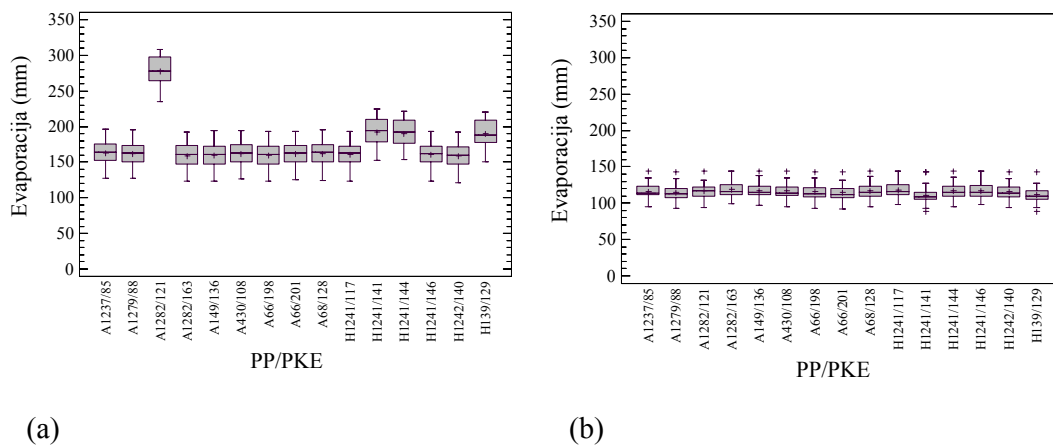 350
300
250
200
150
100
50
0
Evaporacija (mm)
A1237/85
A1279/88
A1282/121
A1282/163
A149/136
A430/108
A66/198
A66/201
A68/128
H1241/117
H1241/141
H1241/144
H1241/146
H1242/140
H139/129
PP/PKE
(a)
350
300
250
200
150
100
50
0
Evaporacija (mm)
A1237/85
A1279/88
A1282/121
A1282/163
A149/136
A430/108
A66/198
A66/201
A68/128
H1241/117
H1241/141
H1241/144
H1241/146
H1242/140
H139/129
PP/PKE
(b)